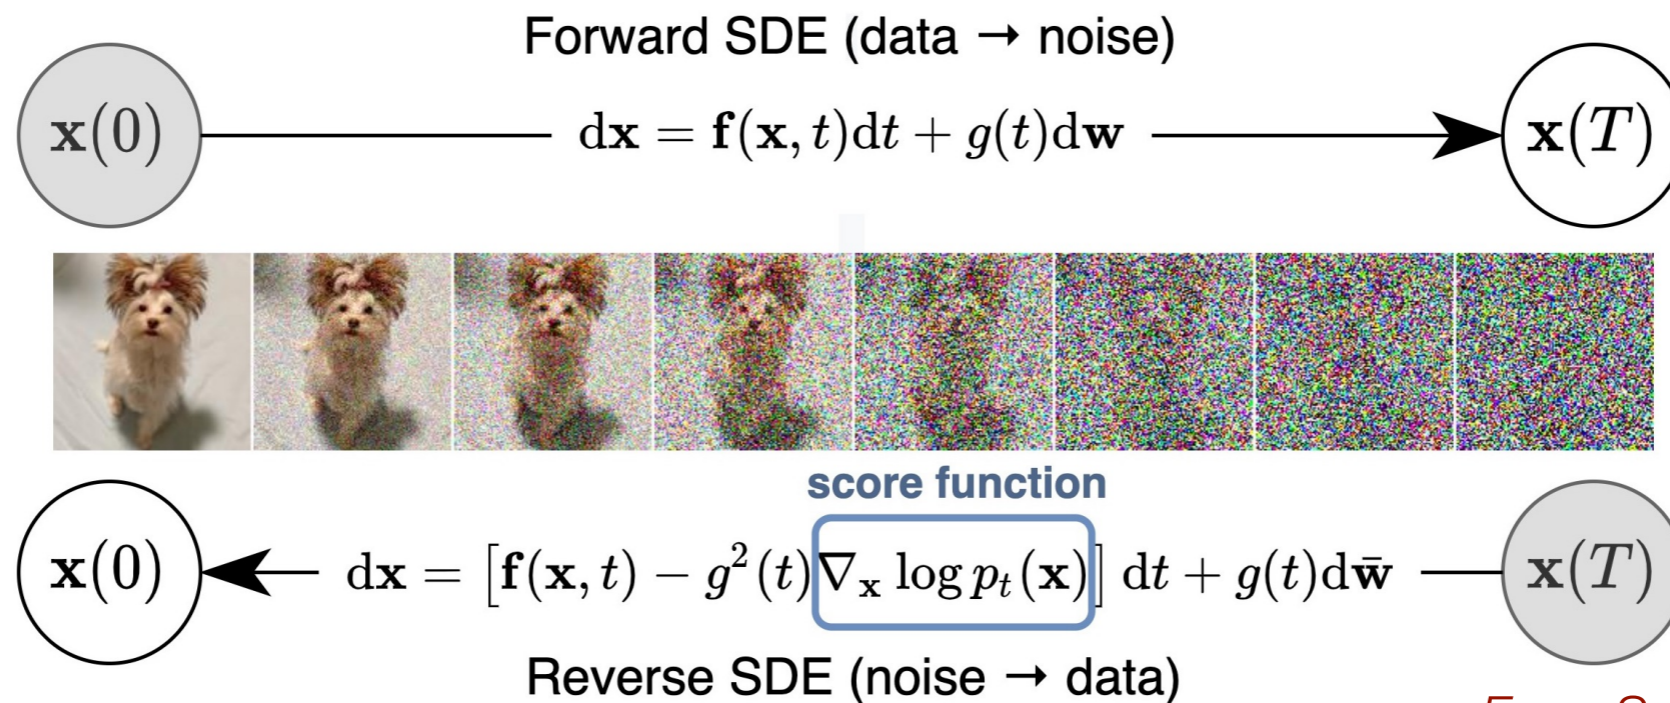 Forward SDE (data → noise)
x(0) dx = f(x, t)dt + g(t)dw x(T)
score function
x(0) dx = [f(x, t) − g²(t)∇ₓ log pₜ(x)] dt + g(t)dw̄ x(T)
Reverse SDE (noise → data)